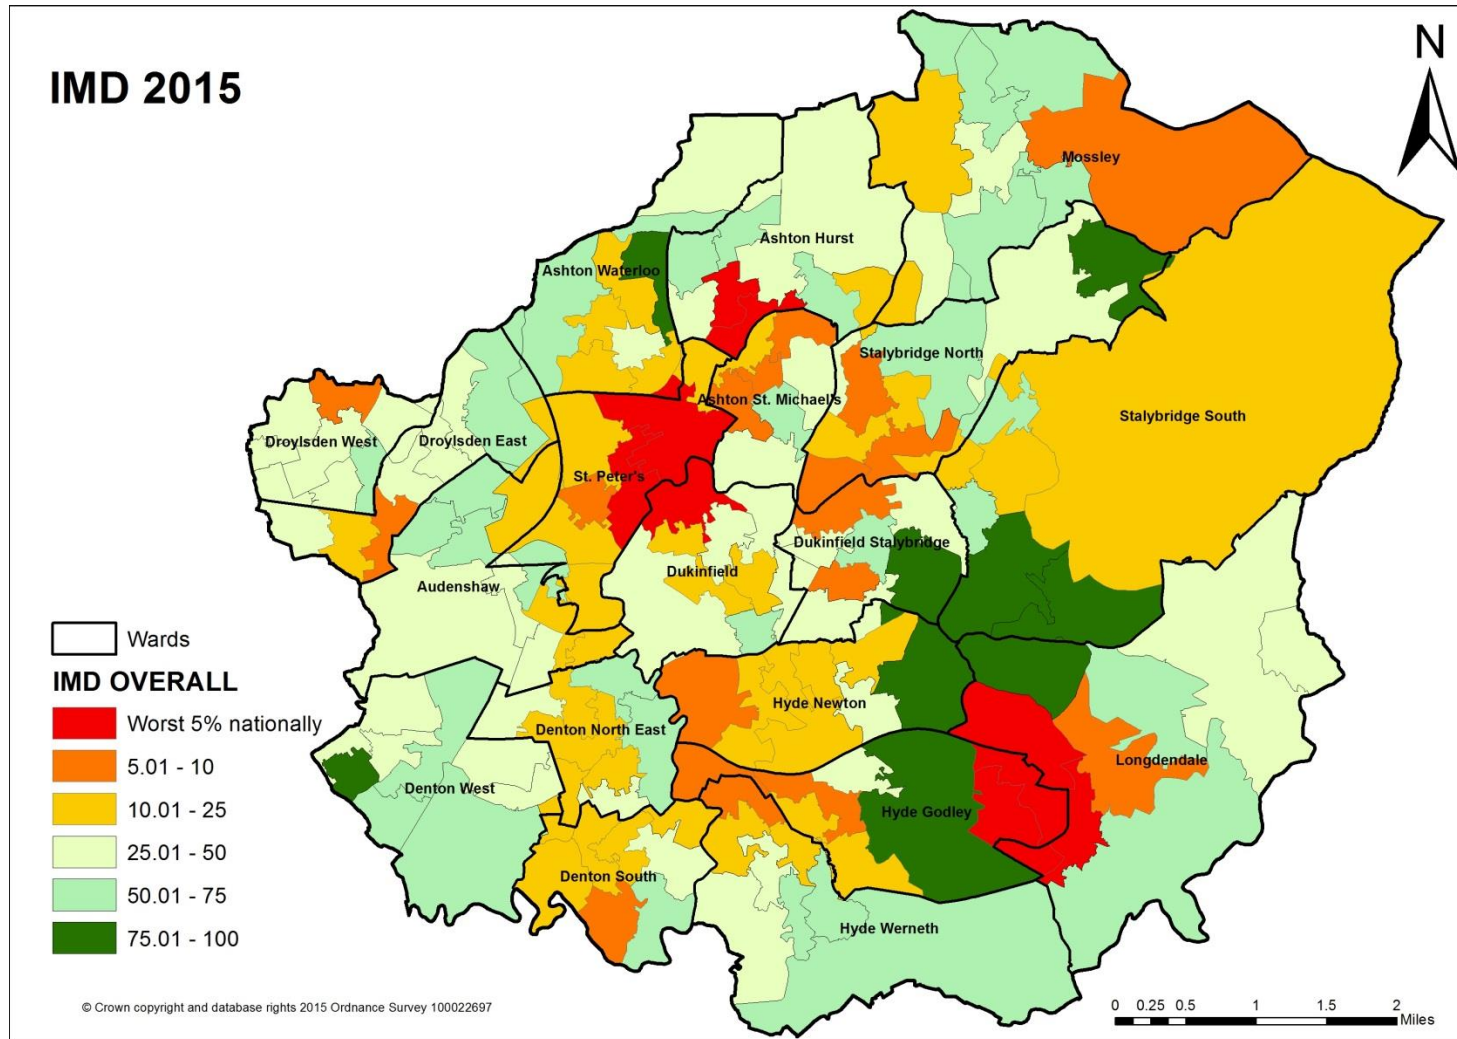 IMD 2015
N
Mossley
Ashton Hurst
Ashton Waterloo
Stalybridge North
Ashton St. Michael's
Stalybridge South
Droylsden West
Droylsden East
St. Peter's
Dukinfield Stalybridge
Dukinfield
Audenshaw
Hyde Newton
Denton North East
Longdendale
Denton West
Hyde Godley
Denton South
Hyde Werneth
Wards
IMD OVERALL
Worst 5% nationally
5.01 - 10
10.01 - 25
25.01 - 50
50.01 - 75
75.01 - 100
© Crown copyright and database rights 2015 Ordnance Survey 100022697
0 0.25 0.5 1 1.5 2
Miles